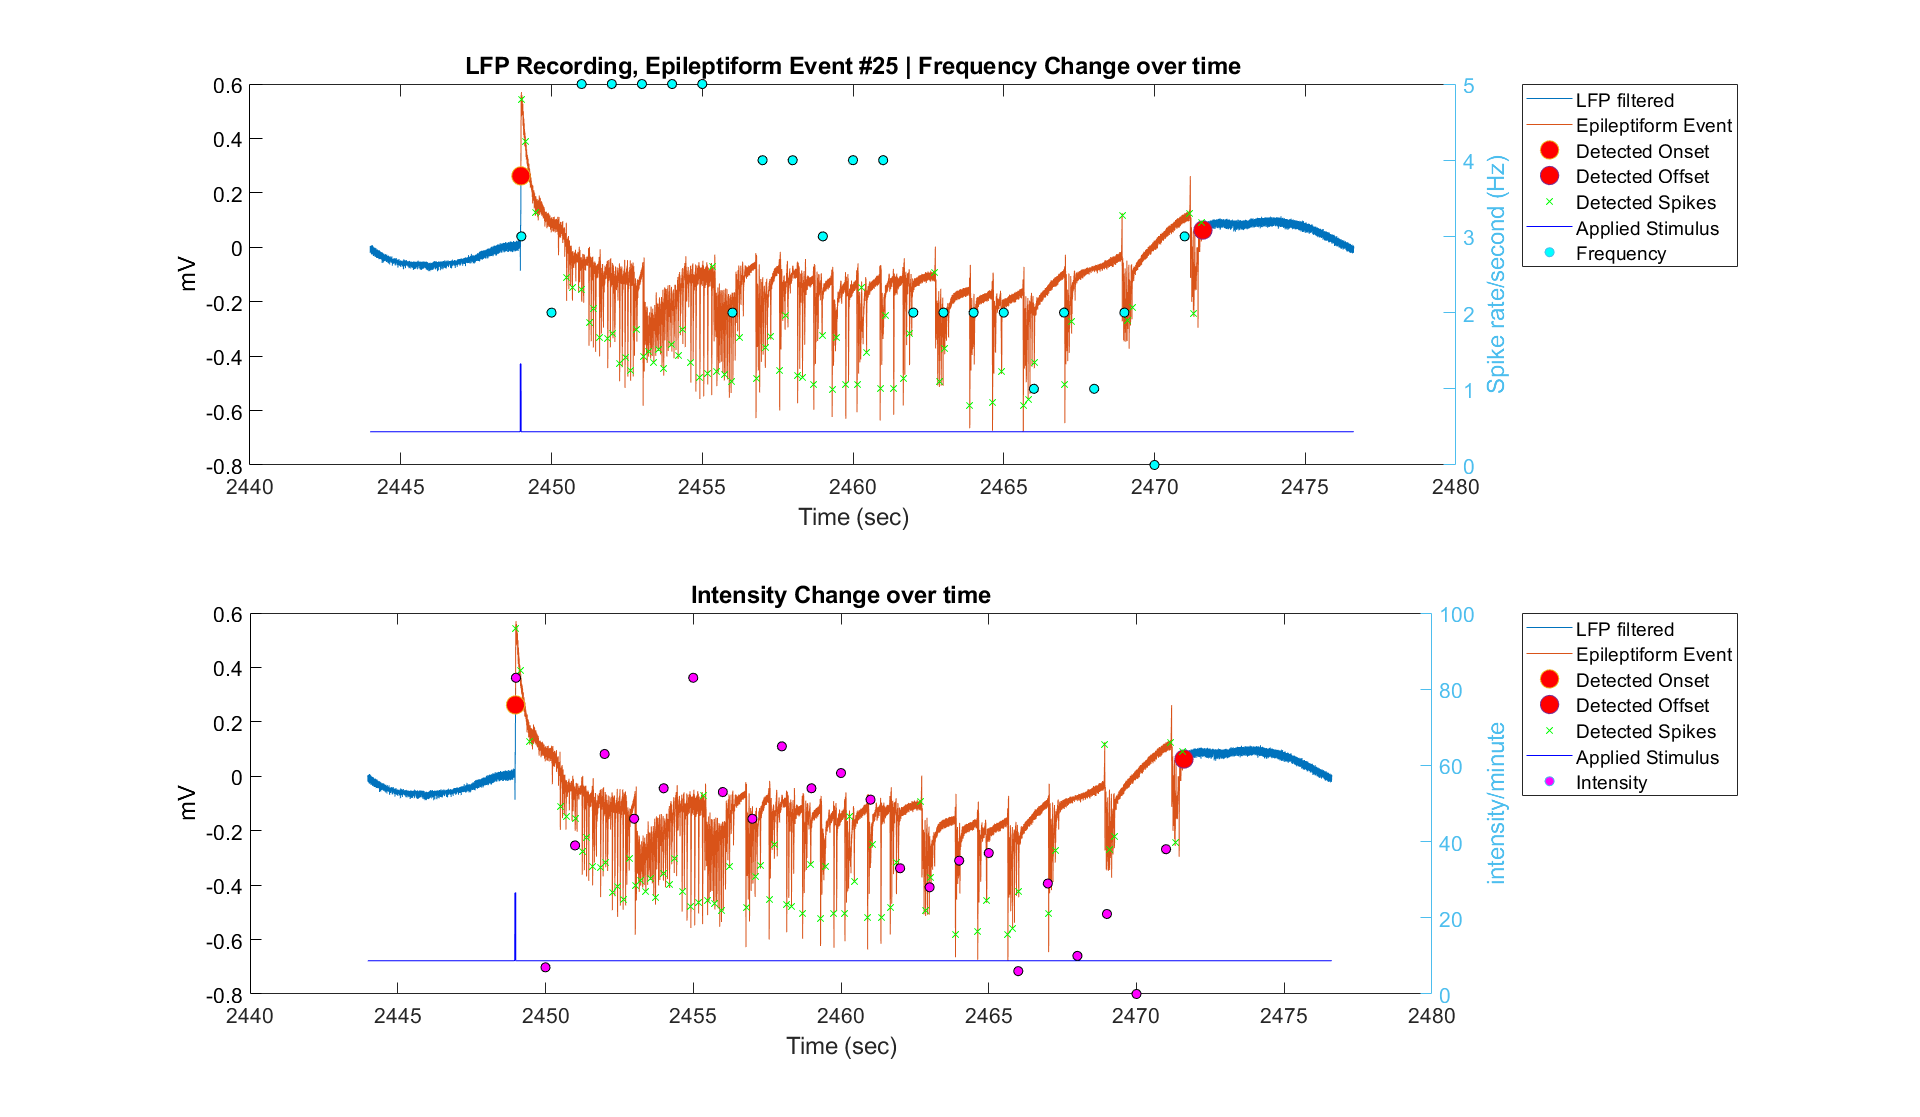 LFP Recording, Epileptiform Event #25 | Frequency Change over time
0.6
0.4
0.2
0
-0.2
-0.4
-0.6
-0.8
mV
2440 2445 2450 2455 2460 2465 2470 2475 2480
Time (sec)
5
4
3
2
1
0
Spike rate/second (Hz)
LFP filtered
Epileptiform Event
Detected Onset
Detected Offset
Detected Spikes
Applied Stimulus
Frequency
Intensity Change over time
0.6
0.4
0.2
0
-0.2
-0.4
-0.6
-0.8
mV
2440 2445 2450 2455 2460 2465 2470 2475 2480
Time (sec)
100
80
60
40
20
0
intensity/minute
LFP filtered
Epileptiform Event
Detected Onset
Detected Offset
Detected Spikes
Applied Stimulus
Intensity